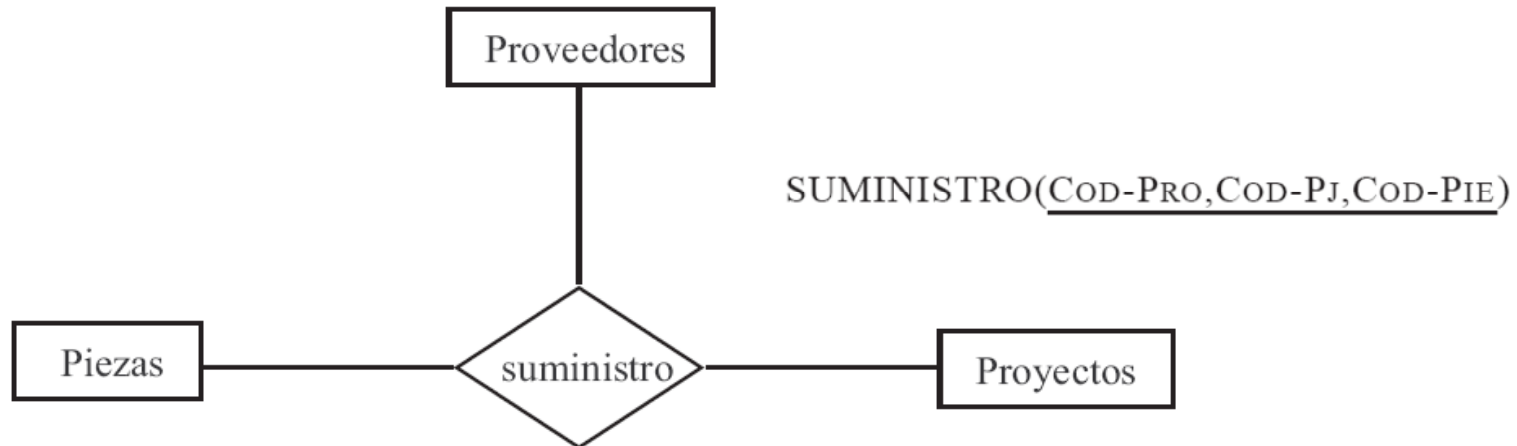 Proveedores
SUMINISTRO(COD-PRO,COD-PJ,COD-PIE)
Piezas
suministro
Proyectos